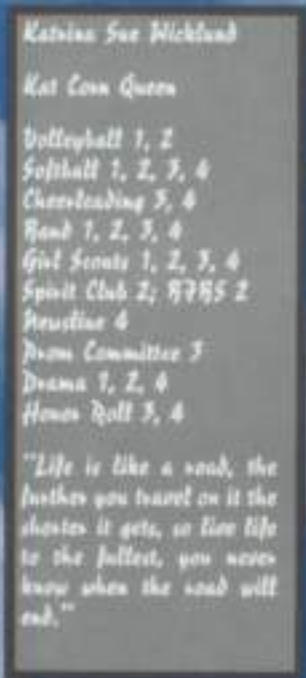 Katrina Sue Wicklund
Kat Corn Queen
Volleyball 1, 2
Softball 1, 2, 3, 4
Cheerleading 3, 4
Band 1, 2, 3, 4
Girl Scouts 1, 2, 3, 4
Spirit Club 2; 2
Newsline 4
Prom Committee 3
Drama 1, 2, 4
Honor Roll 3, 4
"Life is like a road, the
further you travel on it the
shorter it gets, so live life
to the fullest, you never
know when the road will
end."